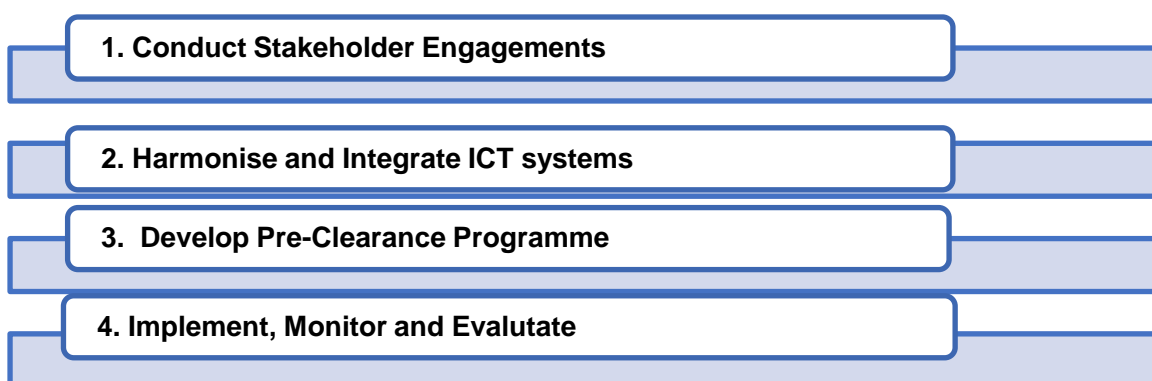 1. Conduct Stakeholder Engagements
2. Harmonise and Integrate ICT systems
3. Develop Pre-Clearance Programme
4. Implement, Monitor and Evalutate